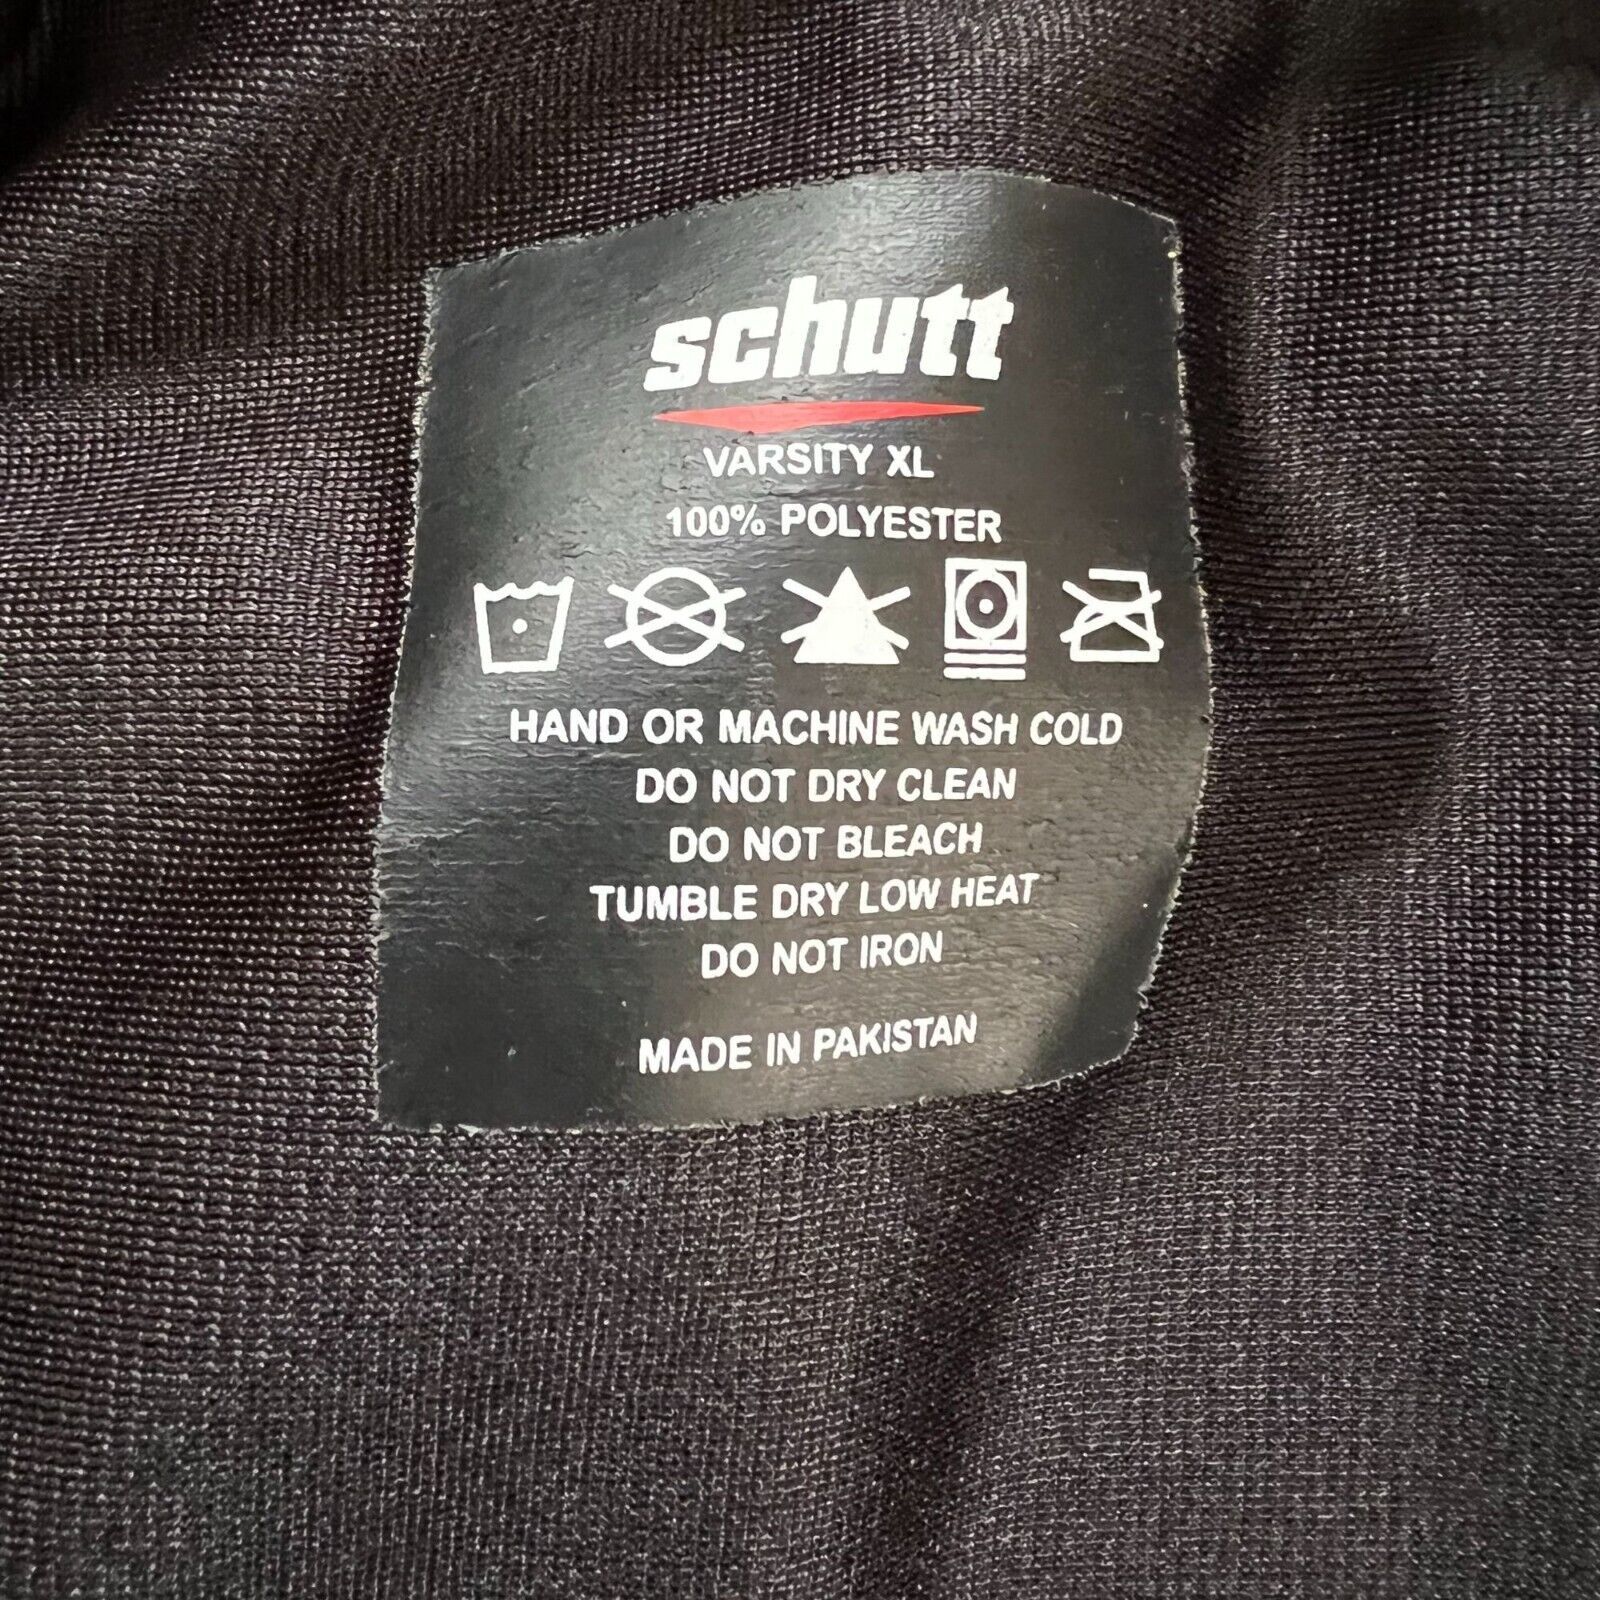 schutt
VARSITY XL
100% POLYESTER
HAND OR MACHINE WASH COLD
DO NOT DRY CLEAN
DO NOT BLEACH
TUMBLE DRY LOW HEAT
DO NOT IRON
MADE IN PAKISTAN